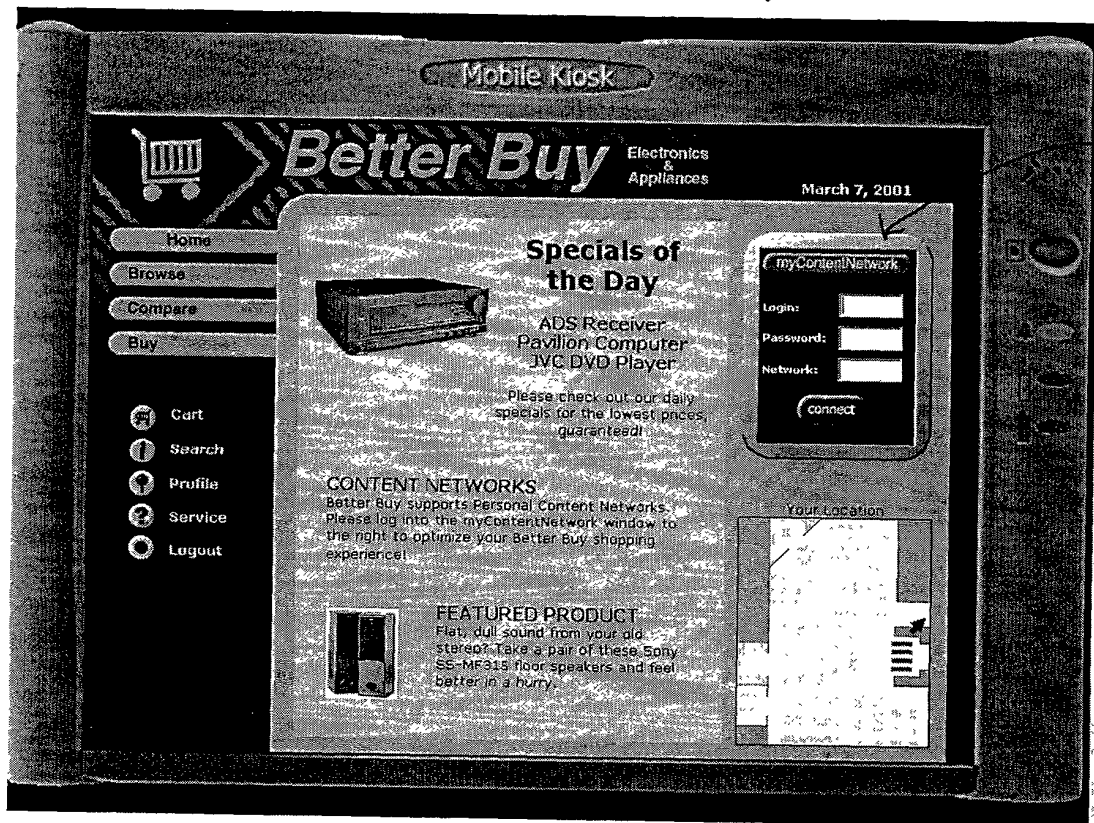 Mobile Kiosk
Better Buy
Electronics
&
Appliances
March 7, 2001
Home
Browse
Compare
Buy
Cart
Search
Profile
Service
Logout
Specials of
the Day
ADS Receiver
Pavilion Computer
JVC DVD Player
Please check out our daily
specials for the lowest prices,
guaranteed!
CONTENT NETWORKS
Better Buy supports Personal Content Networks.
Please log into the myContentNetwork window to
the right to optimize your Better Buy shopping
experience!
FEATURED PRODUCT
Flat, dull sound from your old
stereo? Take a pair of these Sony
SS-MF315 floor speakers and feel
better in a hurry.
myContentNetwork
Login:
Password:
Network:
connect
Your Location